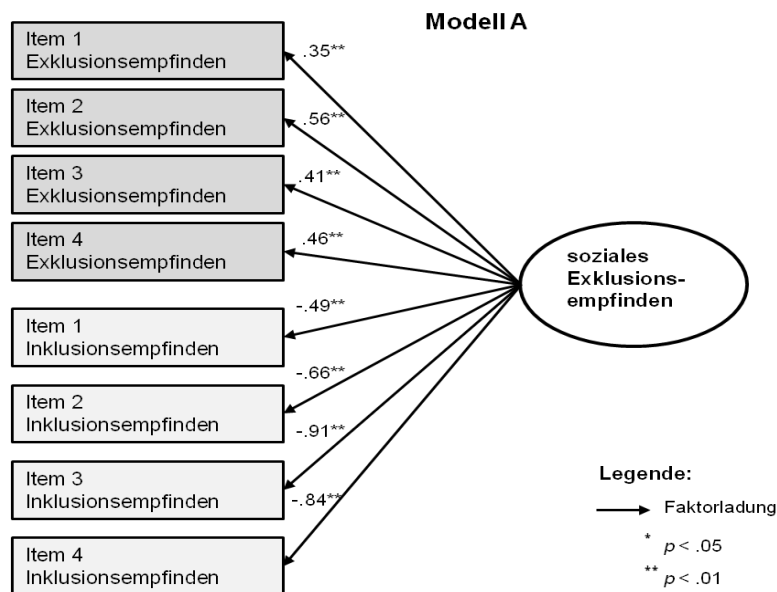 Modell A
Item 1
Exklusionsempfinden
.35**
Item 2
Exklusionsempfinden
.56**
Item 3
Exklusionsempfinden
.41**
Item 4
Exklusionsempfinden
.46**
soziales
Exklusions-
empfinden
Item 1
Inklusionsempfinden
-.49**
Item 2
Inklusionsempfinden
-.66**
Item 3
Inklusionsempfinden
-.91**
Item 4
Inklusionsempfinden
-.84**
Legende:
Faktorladung
* p < .05
** p < .01